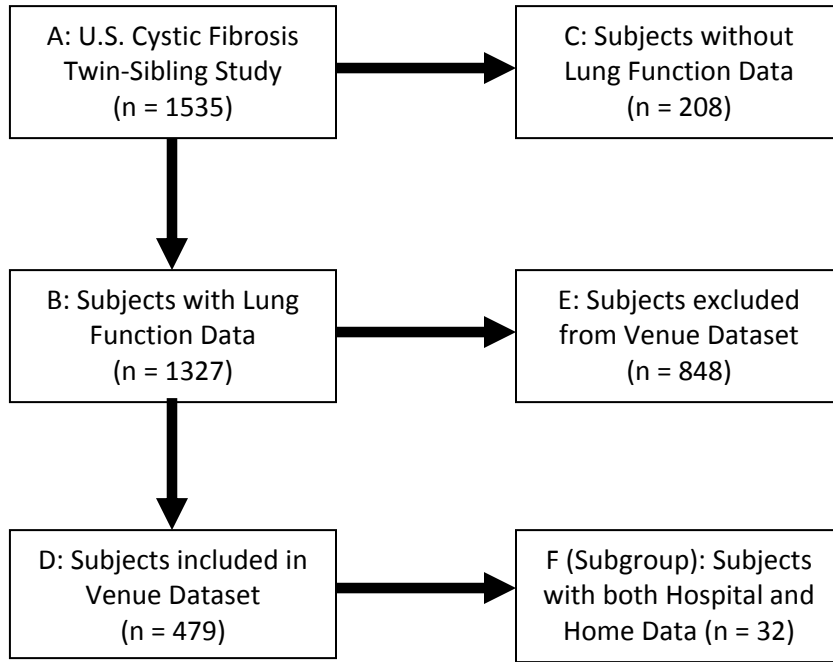 A: U.S. Cystic Fibrosis
Twin-Sibling Study
(n = 1535)
C: Subjects without
Lung Function Data
(n = 208)
B: Subjects with Lung
Function Data
(n = 1327)
E: Subjects excluded
from Venue Dataset
(n = 848)
D: Subjects included in
Venue Dataset
(n = 479)
F (Subgroup): Subjects
with both Hospital and
Home Data (n = 32)